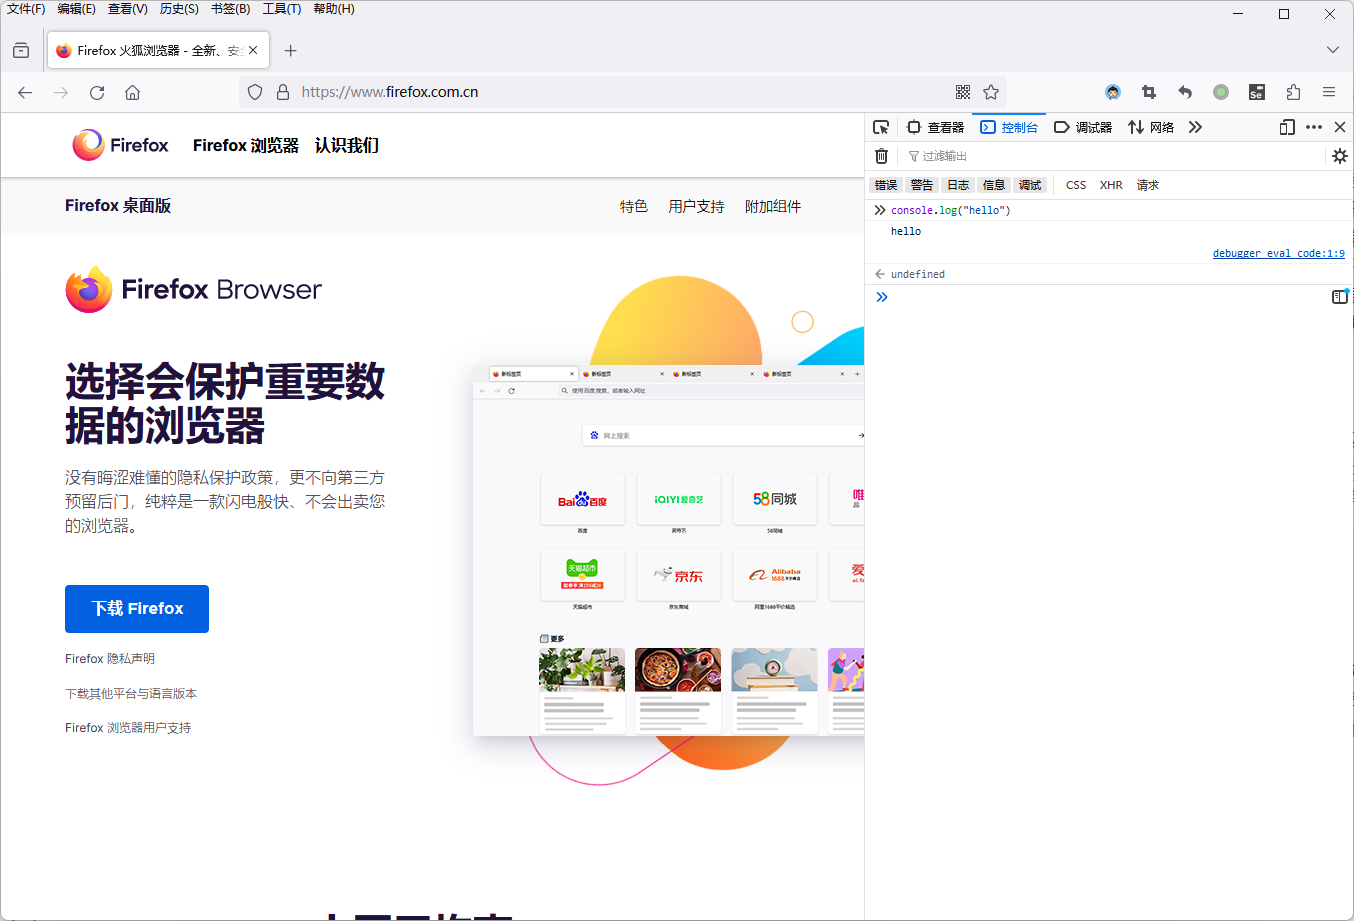 文件(F) 编辑(E) 查看(V) 历史(S) 书签(B) 工具(T) 帮助(H)
Firefox 火狐浏览器 - 全新、安
https://www.firefox.com.cn
Se
Firefox
Firefox 浏览器 认识我们
Firefox 桌面版
特色 用户支持 附加组件
Firefox Browser
选择会保护重要数
据的浏览器
没有晦涩难懂的隐私保护政策，更不向第三方
预留后门，纯粹是一款闪电般快、不会出卖您
的浏览器。
下载 Firefox
Firefox 隐私声明
下载其他平台与语言版本
Firefox 浏览器用户支持
新标签页 新标签页 新标签页 新标签页
使用百度搜索，或者输入网址
网上搜索
Bai百度 iQIYI爱奇艺 58同城 唯品
百度 爱奇艺 58同城
天猫超市 京东 Alibaba 1688 爱
天猫超市 京东商城 阿里1688平价精选
更多
查看器 控制台 调试器 网络
过滤输出
错误 警告 日志 信息 调试 CSS XHR 请求
console.log("hello")
hello
debugger eval code:1:9
undefined